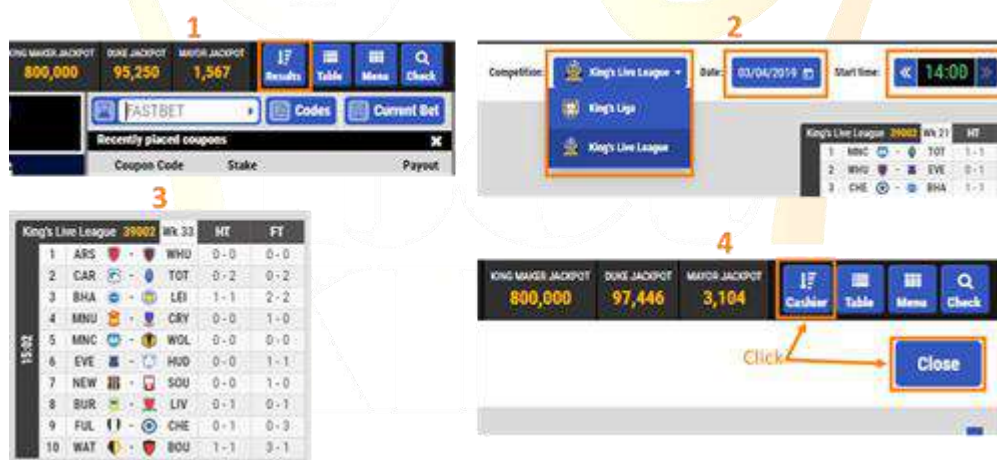 1
KING MAKER JACKPOT DUKE JACKPOT MAYOR JACKPOT
800,000 95,250 1,567
Results Table Menu Check
FASTBET Codes Current Bet
Recently placed coupons
Coupon Code Stake Payout
2
Competition: King's Live League Date: 03/04/2019 Start time: « 14:00 »
King's Liga
King's Live League
King's Live League 39002 Wk 21 HT
1 MNC - TOT 1 - 1
2 WHU - EVE 0 - 1
3 CHE - BHA 1 - 1
3
King's Live League 39002 Wk 33 HT FT
15:02
1 ARS - WHU 0 - 0 0 - 0
2 CAR - TOT 0 - 2 0 - 2
3 BHA - LEI 1 - 1 2 - 2
4 MNU - CRY 0 - 0 1 - 0
5 MNC - WOL 0 - 0 0 - 0
6 EVE - HUD 0 - 0 1 - 1
7 NEW - SOU 0 - 0 1 - 0
8 BUR - LIV 0 - 1 0 - 1
9 FUL - CHE 0 - 1 0 - 3
10 WAT - BOU 1 - 1 3 - 1
4
KING MAKER JACKPOT DUKE JACKPOT MAYOR JACKPOT
800,000 97,446 3,104
Cashier Table Menu Check
Click
Close